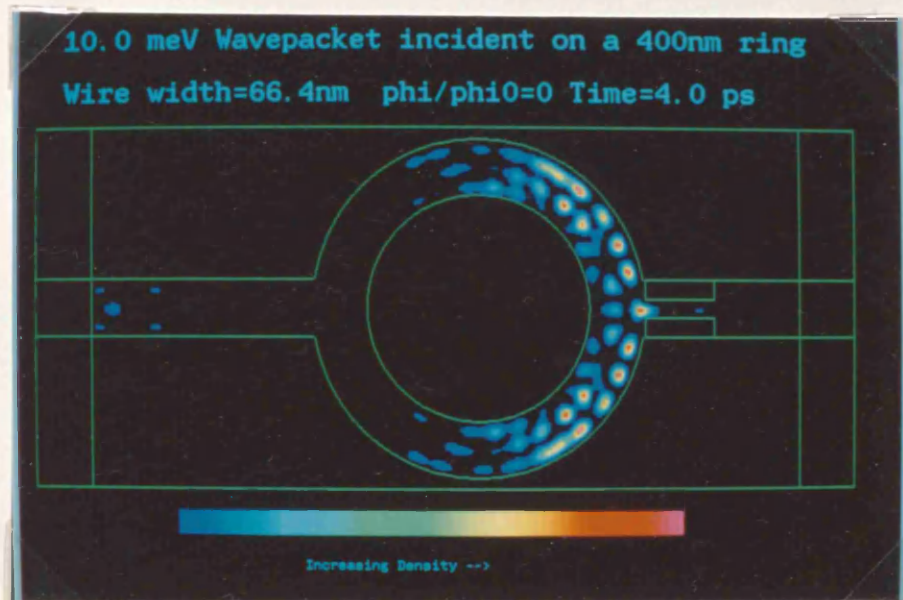 10.0 meV Wavepacket incident on a 400nm ring
Wire width=66.4nm  phi/phi0=0 Time=4.0 ps
Increasing Density -->